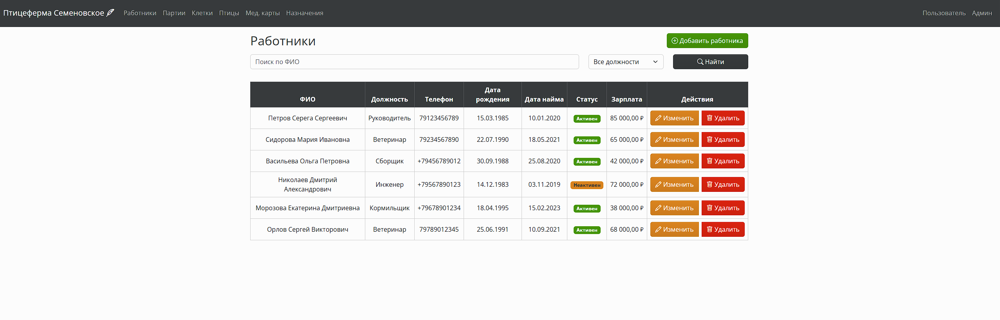 Птицеферма Семеновское Работники Партии Клетки Птицы Мед. карты Назначения Пользователь Админ
Работники Добавить работника
Поиск по ФИО Все должности Найти
ФИО Должность Телефон Дата рождения Дата найма Статус Зарплата Действия
Петров Серега Сергеевич Руководитель 79123456789 15.03.1985 10.01.2020 Активен 85 000,00 ₽ Изменить Удалить
Сидорова Мария Ивановна Ветеринар 79234567890 22.07.1990 18.05.2021 Активен 65 000,00 ₽ Изменить Удалить
Васильева Ольга Петровна Сборщик +79456789012 30.09.1988 25.08.2020 Активен 42 000,00 ₽ Изменить Удалить
Николаев Дмитрий Александрович Инженер +79567890123 14.12.1983 03.11.2019 Неактивен 72 000,00 ₽ Изменить Удалить
Морозова Екатерина Дмитриевна Кормильщик +79678901234 18.04.1995 15.02.2023 Активен 38 000,00 ₽ Изменить Удалить
Орлов Сергей Викторович Ветеринар 79789012345 25.06.1991 10.09.2021 Активен 68 000,00 ₽ Изменить Удалить